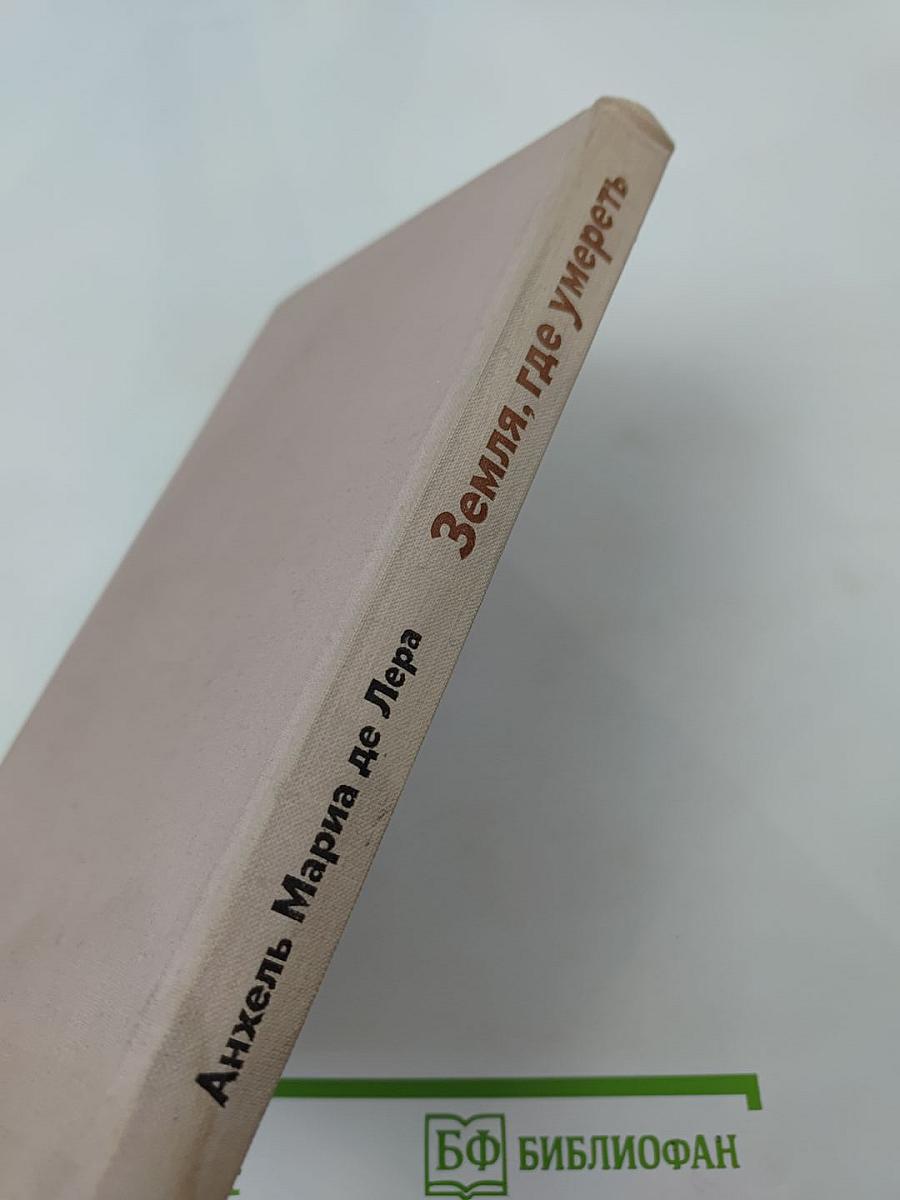 Анхель Мариа де Лера
Земля, где умереть
БФ БИБЛИОФАН